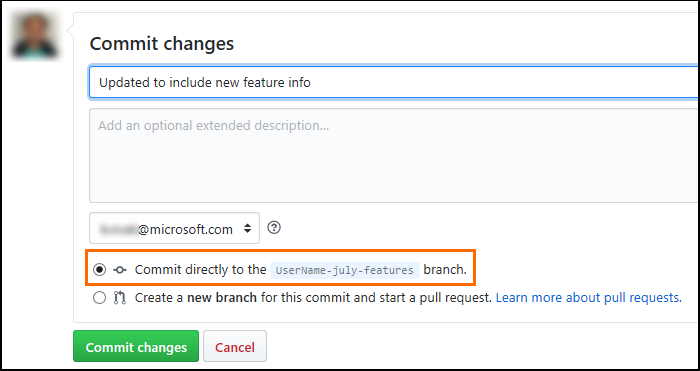 Commit changes
Updated to include new feature info
Add an optional extended description...
@microsoft.com
Commit directly to the UserName-july-features branch.
Create a new branch for this commit and start a pull request. Learn more about pull requests.
Commit changes Cancel